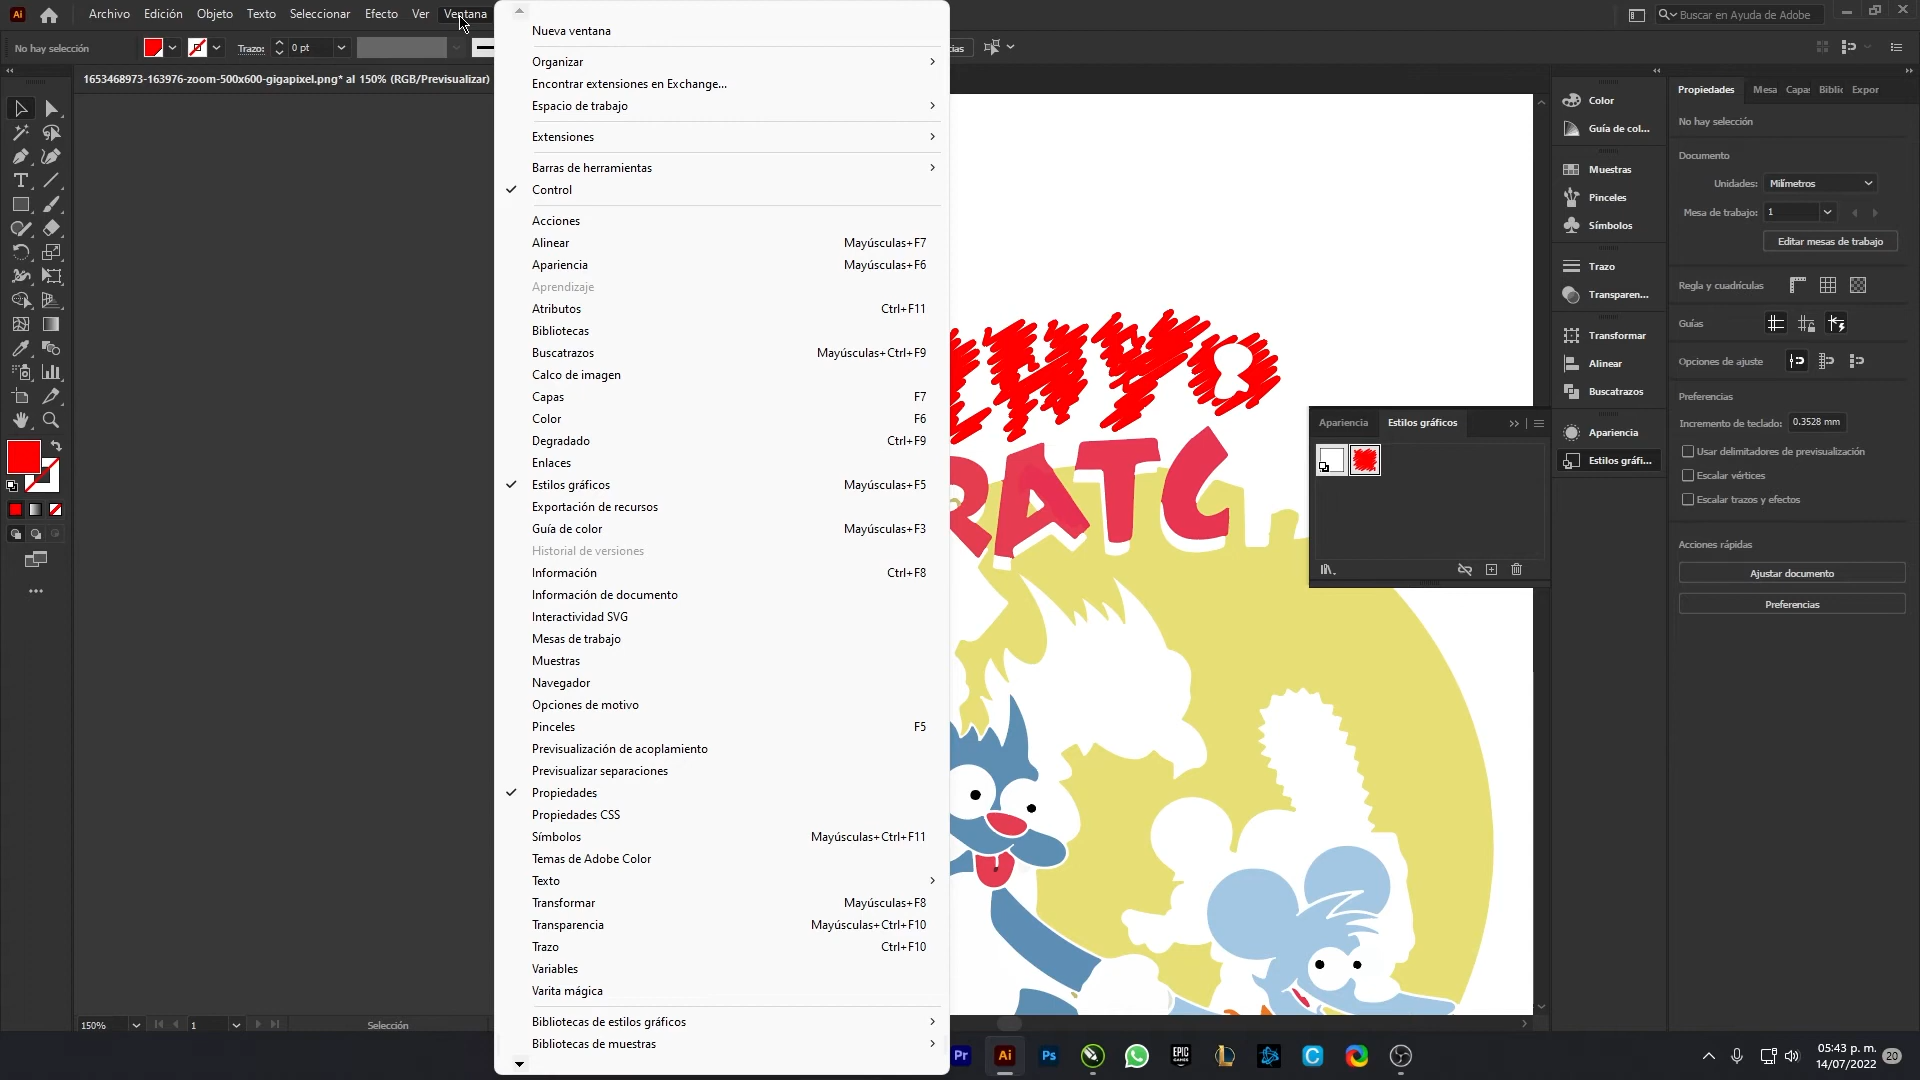 Archivo Edición Objeto Texto Seleccionar Efecto Ver Ventana
Buscar en Ayuda de Adobe
No hay selección
Trazo: 0 pt
1653468973-163976-zoom-500x600-gigapixel.png* al 150% (RGB/Previsualizar)
Nueva ventana
Organizar
Encontrar extensiones en Exchange...
Espacio de trabajo
Extensiones
Barras de herramientas
Control
Acciones
Alinear Mayúsculas+F7
Apariencia Mayúsculas+F6
Aprendizaje
Atributos Ctrl+F11
Bibliotecas
Buscatrazos Mayúsculas+Ctrl+F9
Calco de imagen
Capas F7
Color F6
Degradado Ctrl+F9
Enlaces
Estilos gráficos Mayúsculas+F5
Exportación de recursos
Guía de color Mayúsculas+F3
Historial de versiones
Información Ctrl+F8
Información de documento
Interactividad SVG
Mesas de trabajo
Muestras
Navegador
Opciones de motivo
Pinceles F5
Previsualización de acoplamiento
Previsualizar separaciones
Propiedades
Propiedades CSS
Símbolos Mayúsculas+Ctrl+F11
Temas de Adobe Color
Texto
Transformar Mayúsculas+F8
Transparencia Mayúsculas+Ctrl+F10
Trazo Ctrl+F10
Variables
Varita mágica
Bibliotecas de estilos gráficos
Bibliotecas de muestras
Apariencia Estilos gráficos
Color
Guía de col...
Muestras
Pinceles
Símbolos
Trazo
Transparen...
Transformar
Alinear
Buscatrazos
Apariencia
Estilos gráfi...
Propiedades Mesa Capas Biblio Expor
No hay selección
Documento
Unidades: Milímetros
Mesa de trabajo: 1
Editar mesas de trabajo
Regla y cuadrículas
Guías
Opciones de ajuste
Preferencias
Incremento de teclado: 0.3528 mm
Usar delimitadores de previsualización
Escalar vértices
Escalar trazos y efectos
Acciones rápidas
Ajustar documento
Preferencias
150% 1 Selección
Pr Ai Ps
EPIC GAMES
05:43 p. m.
14/07/2022
20